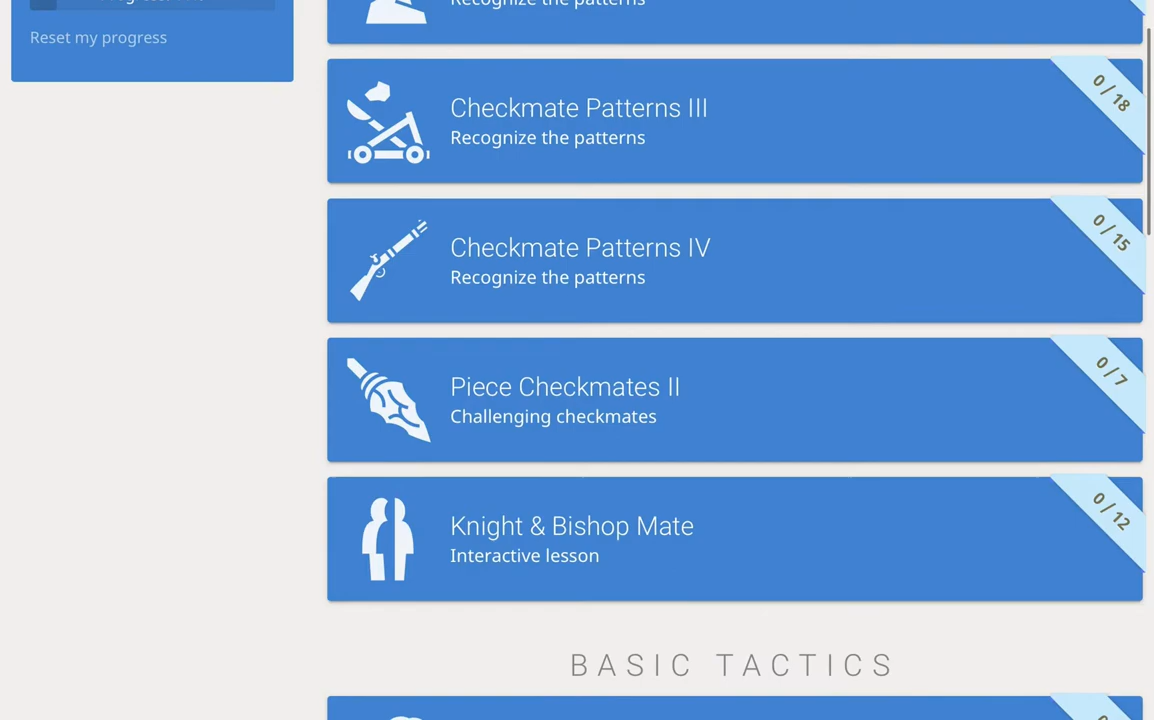 Recognize the patterns
Reset my progress
Checkmate Patterns III
Recognize the patterns
0 / 18
Checkmate Patterns IV
Recognize the patterns
0 / 15
Piece Checkmates II
Challenging checkmates
0 / 7
Knight & Bishop Mate
Interactive lesson
0 / 12
BASIC TACTICS